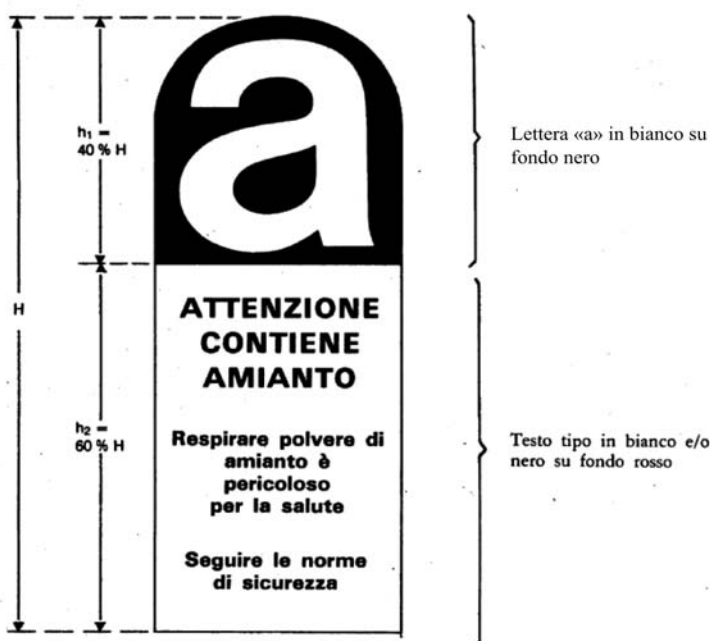 h₁ =
40 % H
a
Lettera «a» in bianco su
fondo nero
H
ATTENZIONE
CONTIENE
AMIANTO
h₂ =
60 % H
Respirare polvere di
amianto è
pericoloso
per la salute
Testo tipo in bianco e/o
nero su fondo rosso
Seguire le norme
di sicurezza